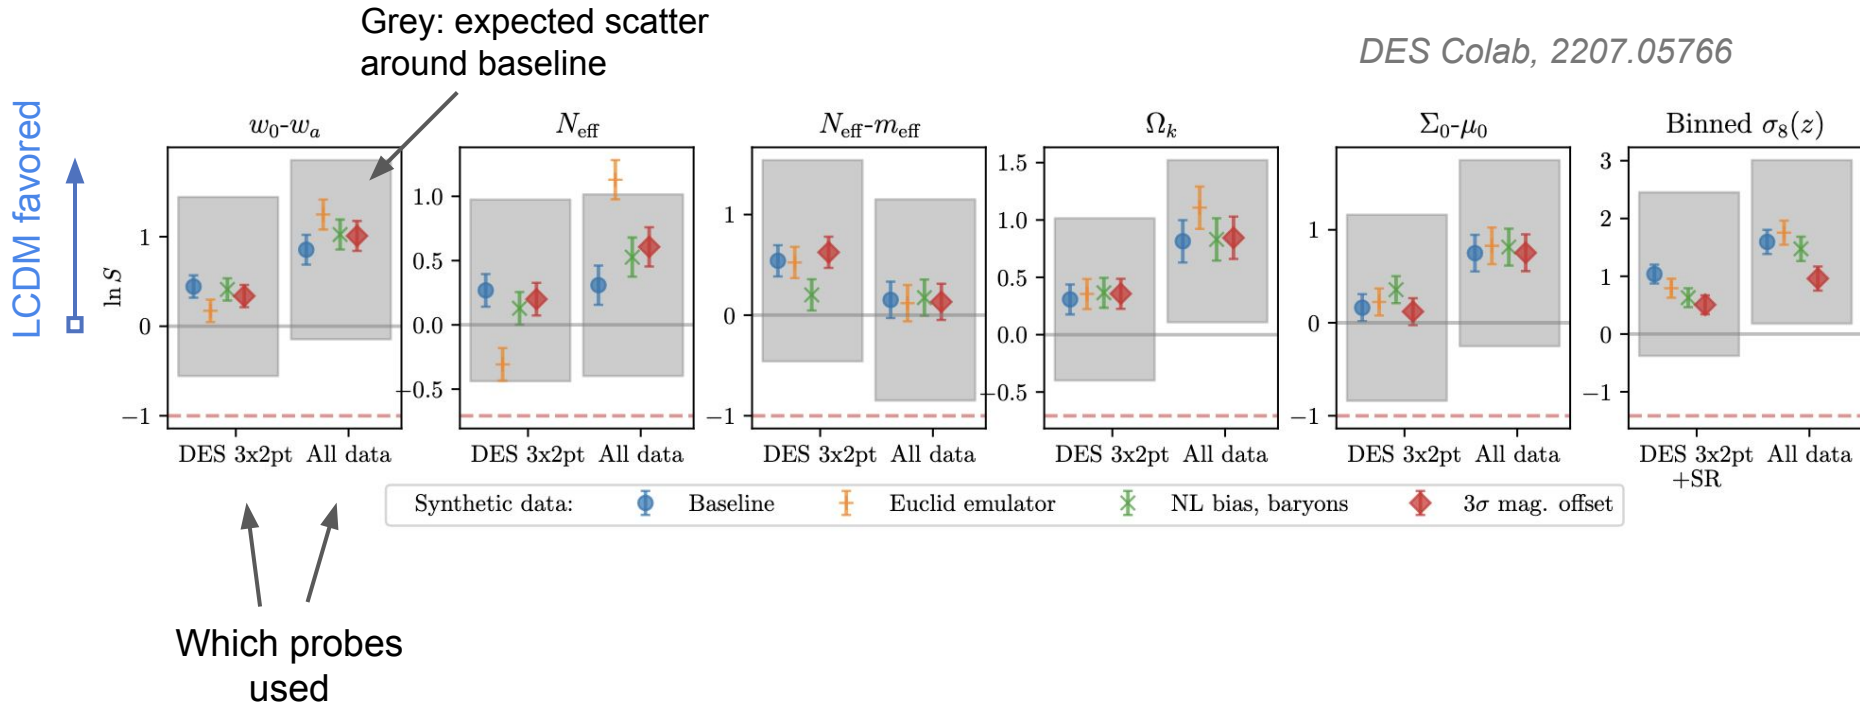 Grey: expected scatter
around baseline
DES Colab, 2207.05766
LCDM favored
ln S
w₀-wₐ
1
0
−1
DES 3x2pt All data
N_eff
1.0
0.5
0.0
−0.5
DES 3x2pt All data
N_eff-m_eff
1
0
−1
DES 3x2pt All data
Ω_k
1.5
1.0
0.5
0.0
−0.5
DES 3x2pt All data
Σ₀-μ₀
1
0
−1
DES 3x2pt All data
Binned σ₈(z)
3
2
1
0
−1
DES 3x2pt All data
+SR
Synthetic data: Baseline Euclid emulator NL bias, baryons 3σ mag. offset
Which probes
used